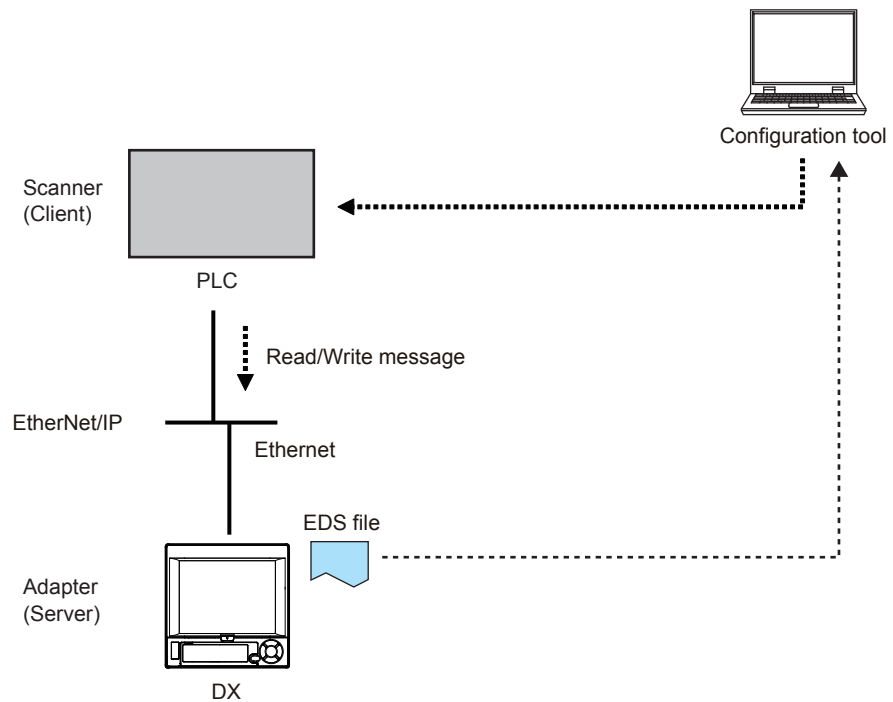 Configuration tool
Scanner
(Client)
PLC
Read/Write message
EtherNet/IP
Ethernet
EDS file
Adapter
(Server)
DX